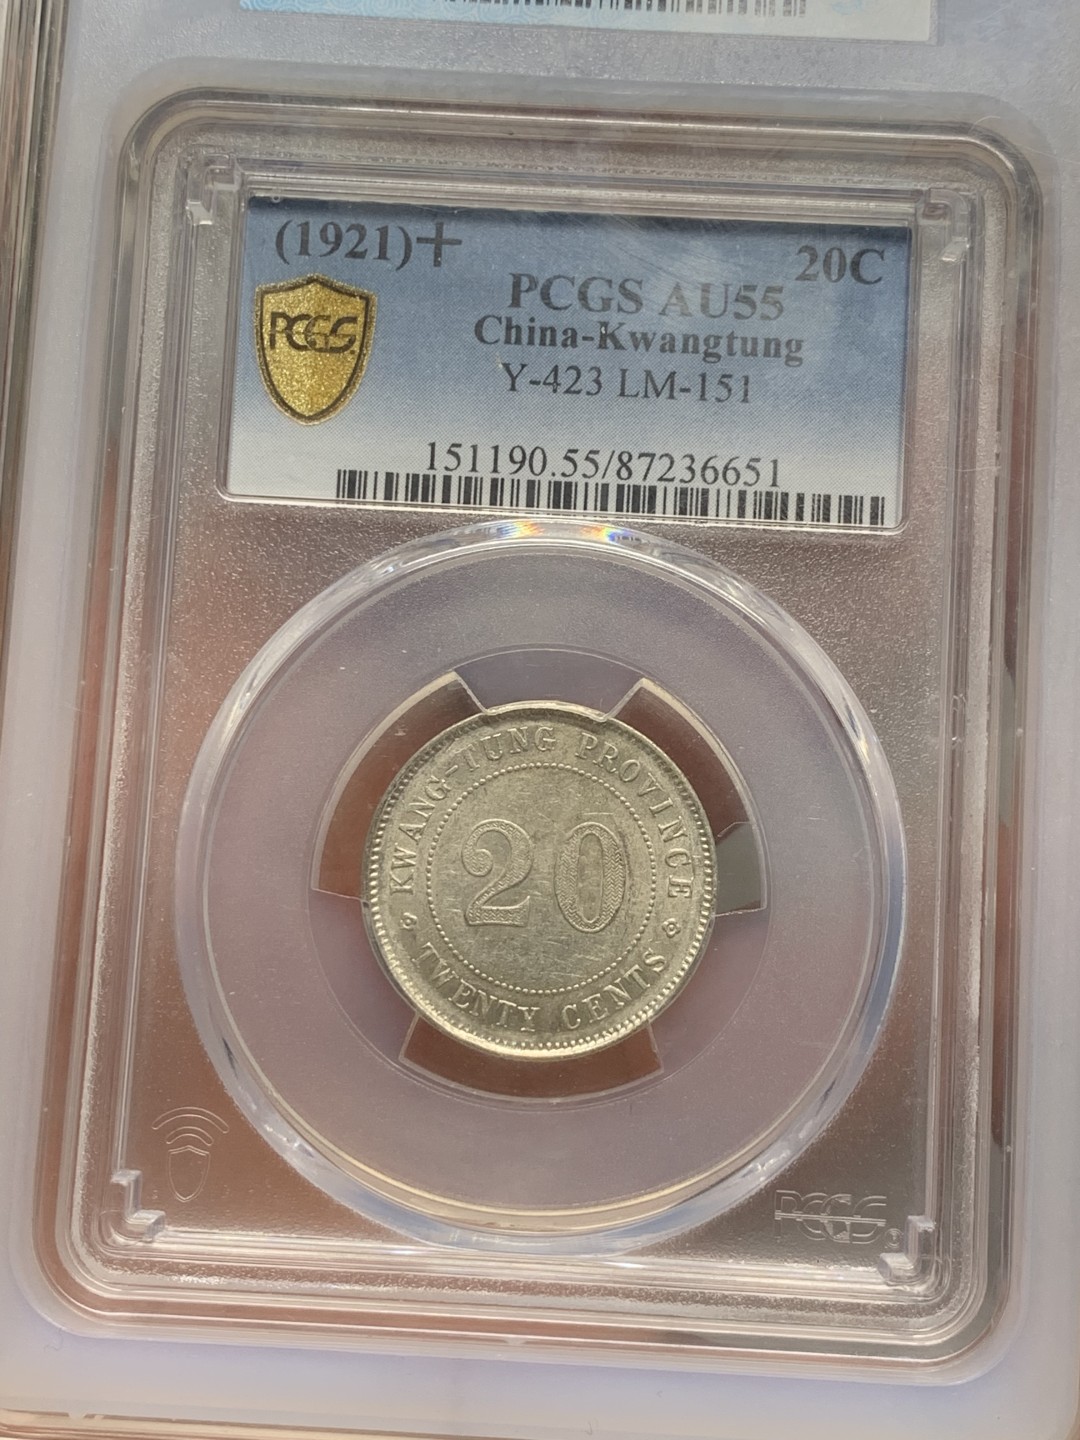 (1921)+ 20C
PCGS AU55
PCGS
China-Kwangtung
Y-423 LM-151
151190.55/87236651
KWANG-TUNG PROVINCE
20
TWENTY CENTS
PCGS